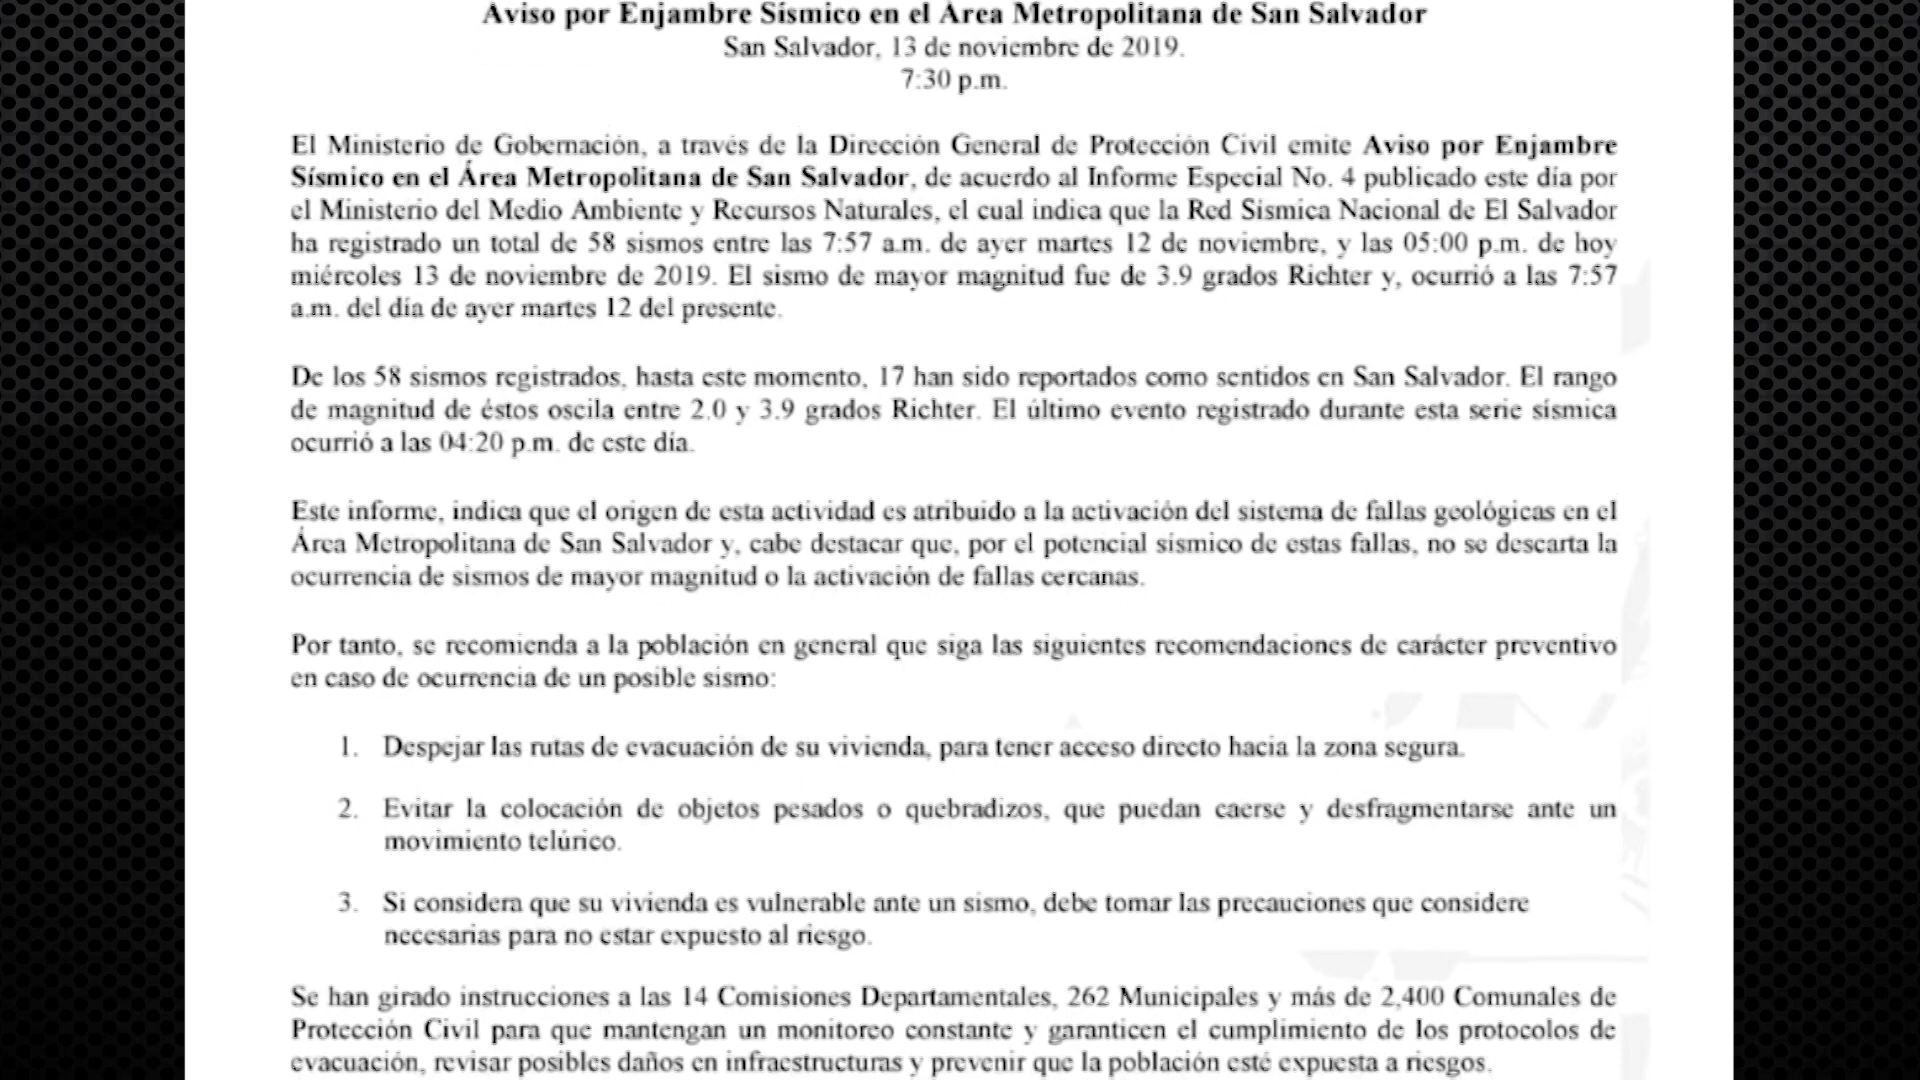 Aviso por Enjambre Sísmico en el Área Metropolitana de San Salvador
San Salvador, 13 de noviembre de 2019.
7:30 p.m.
El Ministerio de Gobernación, a través de la Dirección General de Protección Civil emite Aviso por Enjambre
Sísmico en el Área Metropolitana de San Salvador, de acuerdo al Informe Especial No. 4 publicado este día por
el Ministerio del Medio Ambiente y Recursos Naturales, el cual indica que la Red Sísmica Nacional de El Salvador
ha registrado un total de 58 sismos entre las 7:57 a.m. de ayer martes 12 de noviembre, y las 05:00 p.m. de hoy
miércoles 13 de noviembre de 2019. El sismo de mayor magnitud fue de 3.9 grados Richter y, ocurrió a las 7:57
a.m. del día de ayer martes 12 del presente.
De los 58 sismos registrados, hasta este momento, 17 han sido reportados como sentidos en San Salvador. El rango
de magnitud de éstos oscila entre 2.0 y 3.9 grados Richter. El último evento registrado durante esta serie sísmica
ocurrió a las 04:20 p.m. de este día.
Este informe, indica que el origen de esta actividad es atribuido a la activación del sistema de fallas geológicas en el
Área Metropolitana de San Salvador y, cabe destacar que, por el potencial sísmico de estas fallas, no se descarta la
ocurrencia de sismos de mayor magnitud o la activación de fallas cercanas.
Por tanto, se recomienda a la población en general que siga las siguientes recomendaciones de carácter preventivo
en caso de ocurrencia de un posible sismo:
1. Despejar las rutas de evacuación de su vivienda, para tener acceso directo hacia la zona segura.
2. Evitar la colocación de objetos pesados o quebradizos, que puedan caerse y desfragmentarse ante un
movimiento telúrico.
3. Si considera que su vivienda es vulnerable ante un sismo, debe tomar las precauciones que considere
necesarias para no estar expuesto al riesgo.
Se han girado instrucciones a las 14 Comisiones Departamentales, 262 Municipales y más de 2,400 Comunales de
Protección Civil para que mantengan un monitoreo constante y garanticen el cumplimiento de los protocolos de
evacuación, revisar posibles daños en infraestructuras y prevenir que la población esté expuesta a riesgos.